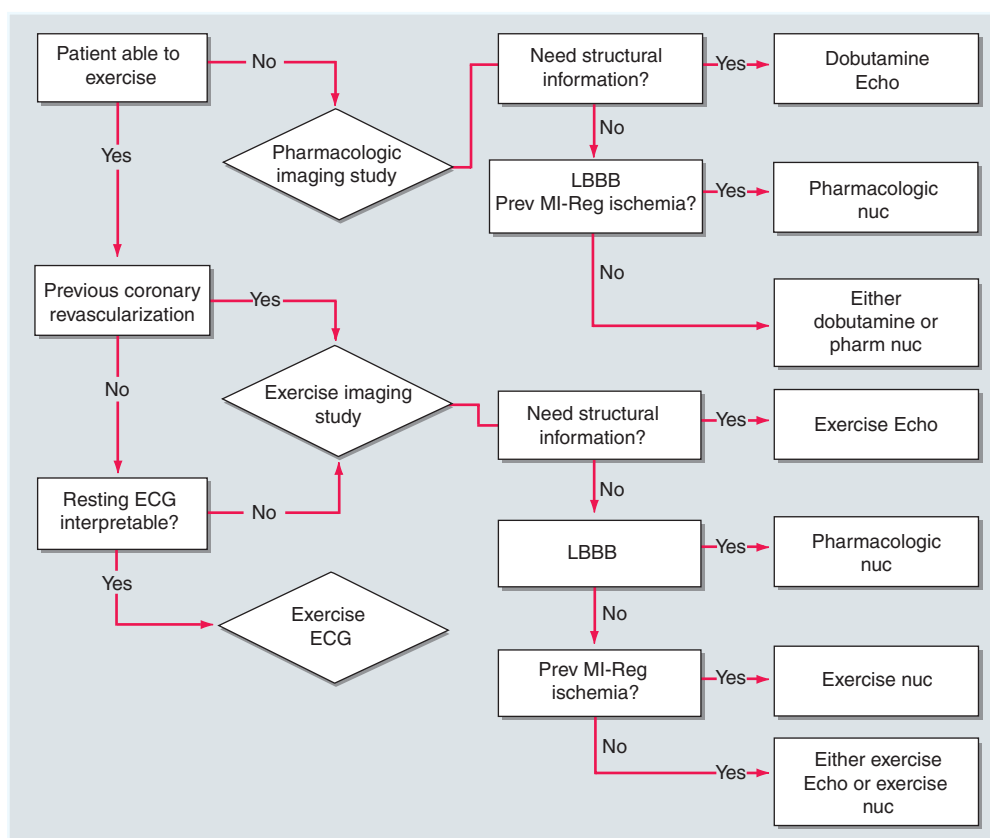 Patient able to
exercise
No
Yes
Pharmacologic
imaging study
Need structural
information?
Yes
Dobutamine
Echo
No
LBBB
Prev MI-Reg ischemia?
Yes
Pharmacologic
nuc
No
Either
dobutamine or
pharm nuc
Previous coronary
revascularization
Yes
No
Exercise imaging
study
Need structural
information?
Yes
Exercise Echo
No
Resting ECG
interpretable?
No
Yes
LBBB
Yes
Pharmacologic
nuc
No
Exercise
ECG
Prev MI-Reg
ischemia?
Yes
Exercise nuc
No
Yes
Either exercise
Echo or exercise
nuc